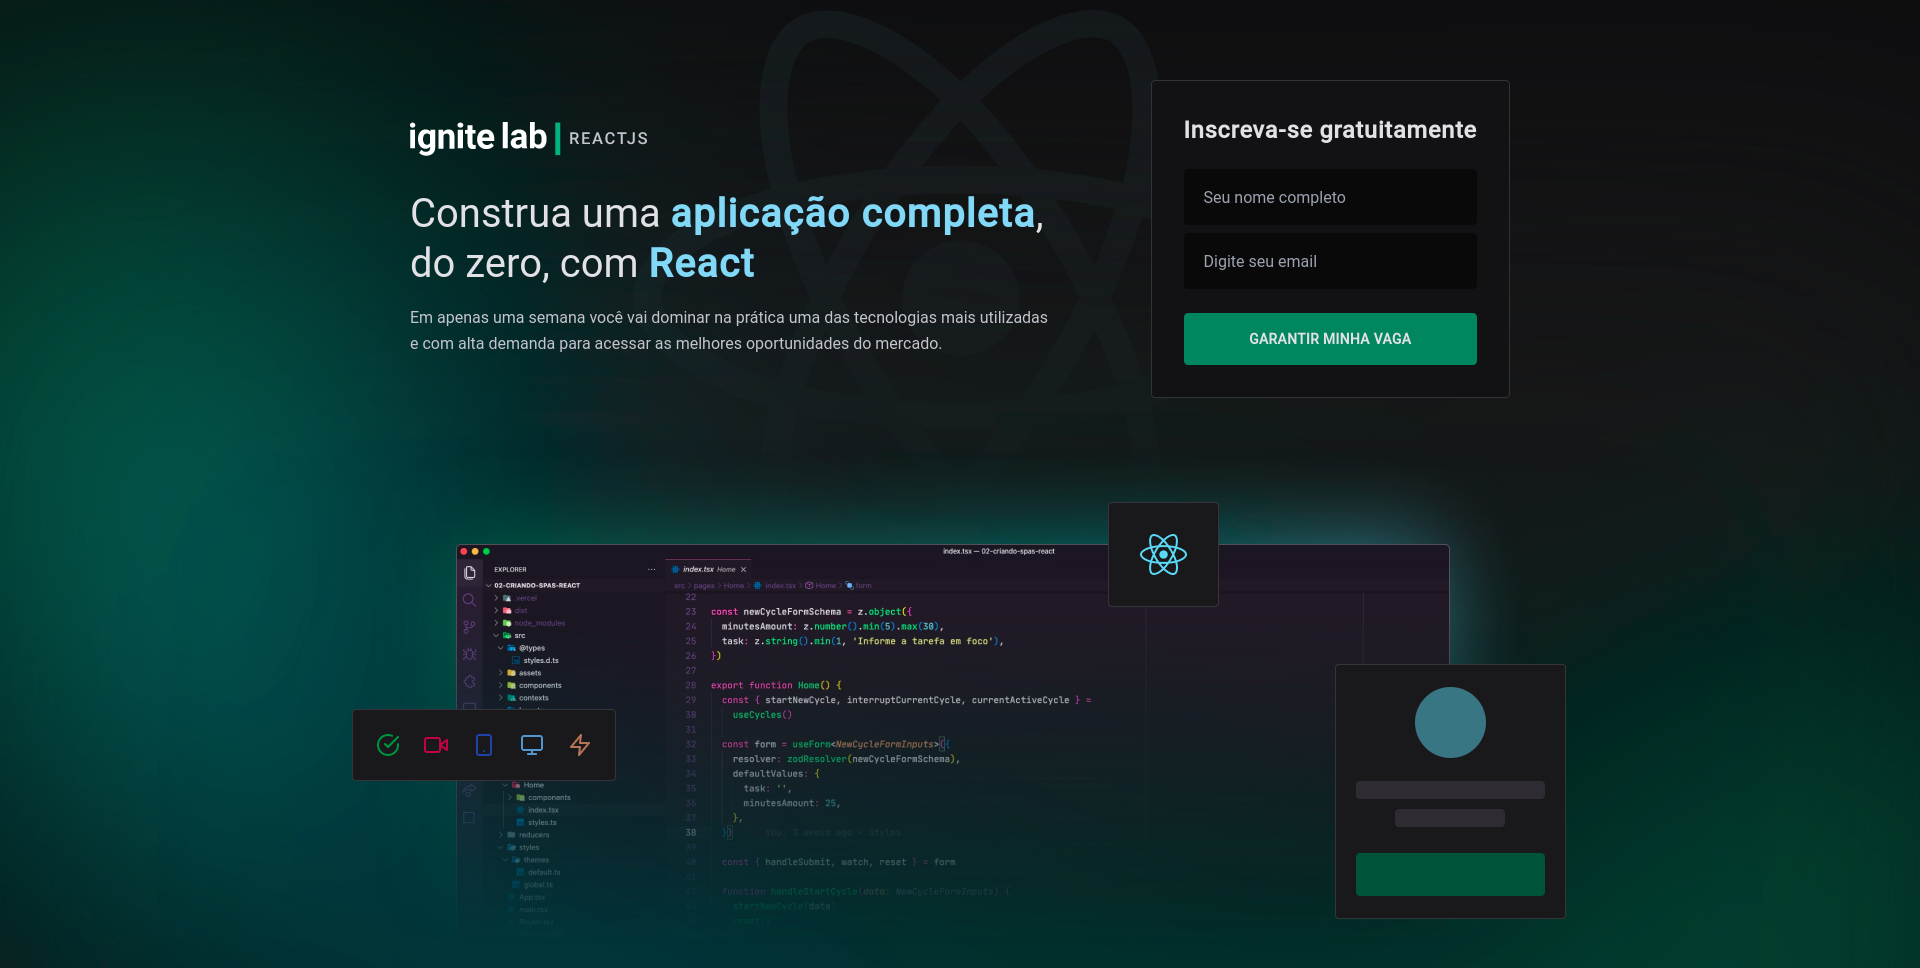 ignite lab | REACTJS
Construa uma aplicação completa,
do zero, com React
Em apenas uma semana você vai dominar na prática uma das tecnologias mais utilizadas
e com alta demanda para acessar as melhores oportunidades do mercado.
Inscreva-se gratuitamente
Seu nome completo
Digite seu email
GARANTIR MINHA VAGA
index.tsx — 02-criando-spas-react
EXPLORER
02-CRIANDO-SPAS-REACT
.vercel
dist
node_modules
src
@types
styles.d.ts
assets
components
contexts
Home
components
index.tsx
styles.ts
reducers
styles
themes
default.ts
global.ts
App.tsx
main.tsx
index.tsx Home
src > pages > Home > index.tsx > Home > form
22
23 const newCycleFormSchema = z.object({
24 minutesAmount: z.number().min(5).max(30),
25 task: z.string().min(1, 'Informe a tarefa em foco'),
26 })
27
28 export function Home() {
29 const { startNewCycle, interruptCurrentCycle, currentActiveCycle } =
30 useCycles()
31
32 const form = useForm<NewCycleFormInputs>({
33 resolver: zodResolver(newCycleFormSchema),
34 defaultValues: {
35 task: '',
36 minutesAmount: 25,
37 },
38 }) You, 3 weeks ago • styles
39
40 const { handleSubmit, watch, reset } = form
41
42 function handleStartCycle(data: NewCycleFormInputs) {
startNewCycle(data)
reset()